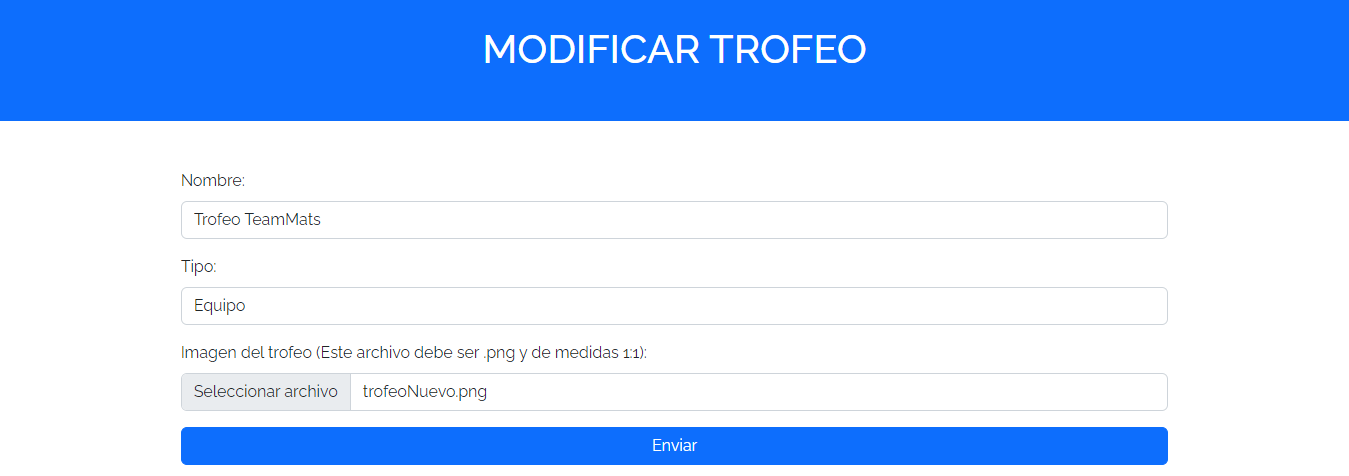 MODIFICAR TROFEO
Nombre:
Trofeo TeamMats
Tipo:
Equipo
Imagen del trofeo (Este archivo debe ser .png y de medidas 1:1):
Seleccionar archivo trofeoNuevo.png
Enviar